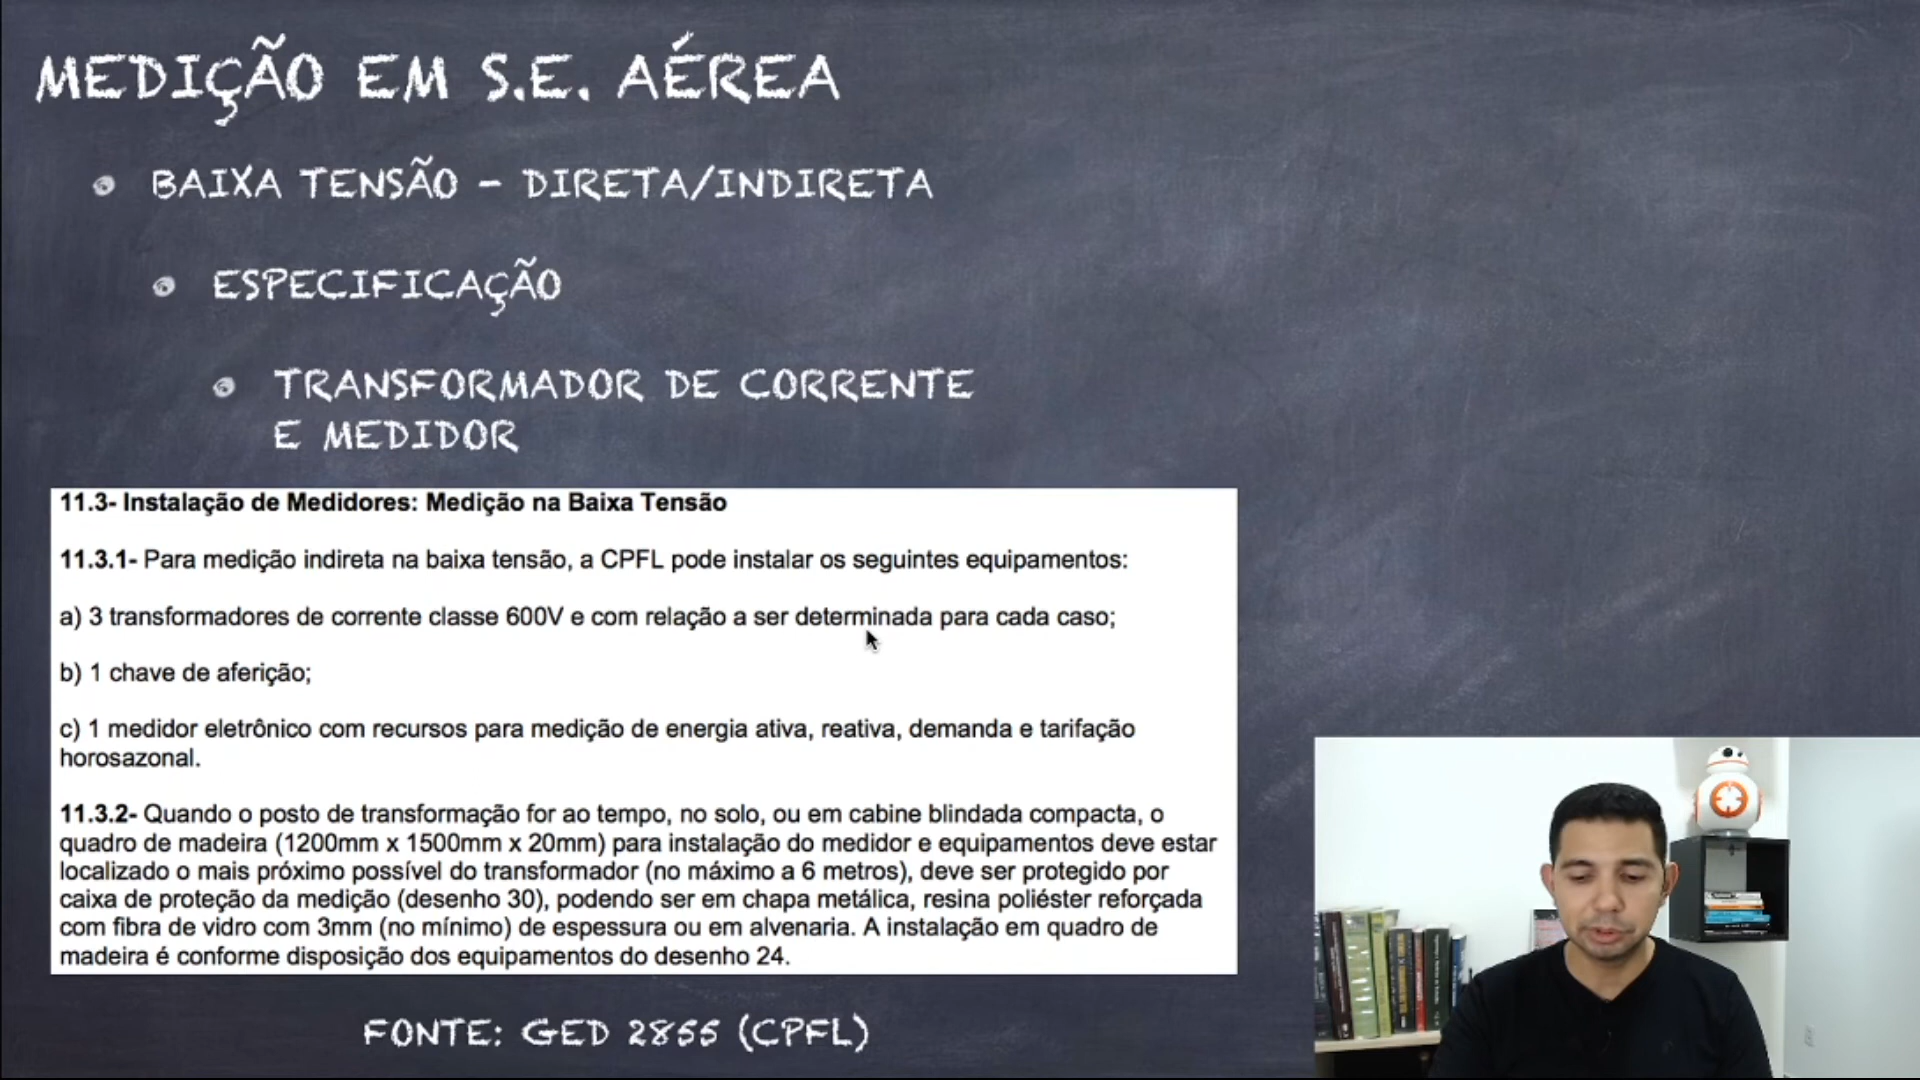 MEDIÇÃO EM S.E. AÉREA
BAIXA TENSÃO - DIRETA/INDIRETA
ESPECIFICAÇÃO
TRANSFORMADOR DE CORRENTE
E MEDIDOR
11.3- Instalação de Medidores: Medição na Baixa Tensão
11.3.1- Para medição indireta na baixa tensão, a CPFL pode instalar os seguintes equipamentos:
a) 3 transformadores de corrente classe 600V e com relação a ser determinada para cada caso;
b) 1 chave de aferição;
c) 1 medidor eletrônico com recursos para medição de energia ativa, reativa, demanda e tarifação
horosazonal.
11.3.2- Quando o posto de transformação for ao tempo, no solo, ou em cabine blindada compacta, o
quadro de madeira (1200mm x 1500mm x 20mm) para instalação do medidor e equipamentos deve estar
localizado o mais próximo possível do transformador (no máximo a 6 metros), deve ser protegido por
caixa de proteção da medição (desenho 30), podendo ser em chapa metálica, resina poliéster reforçada
com fibra de vidro com 3mm (no mínimo) de espessura ou em alvenaria. A instalação em quadro de
madeira é conforme disposição dos equipamentos do desenho 24.
FONTE: GED 2855 (CPFL)